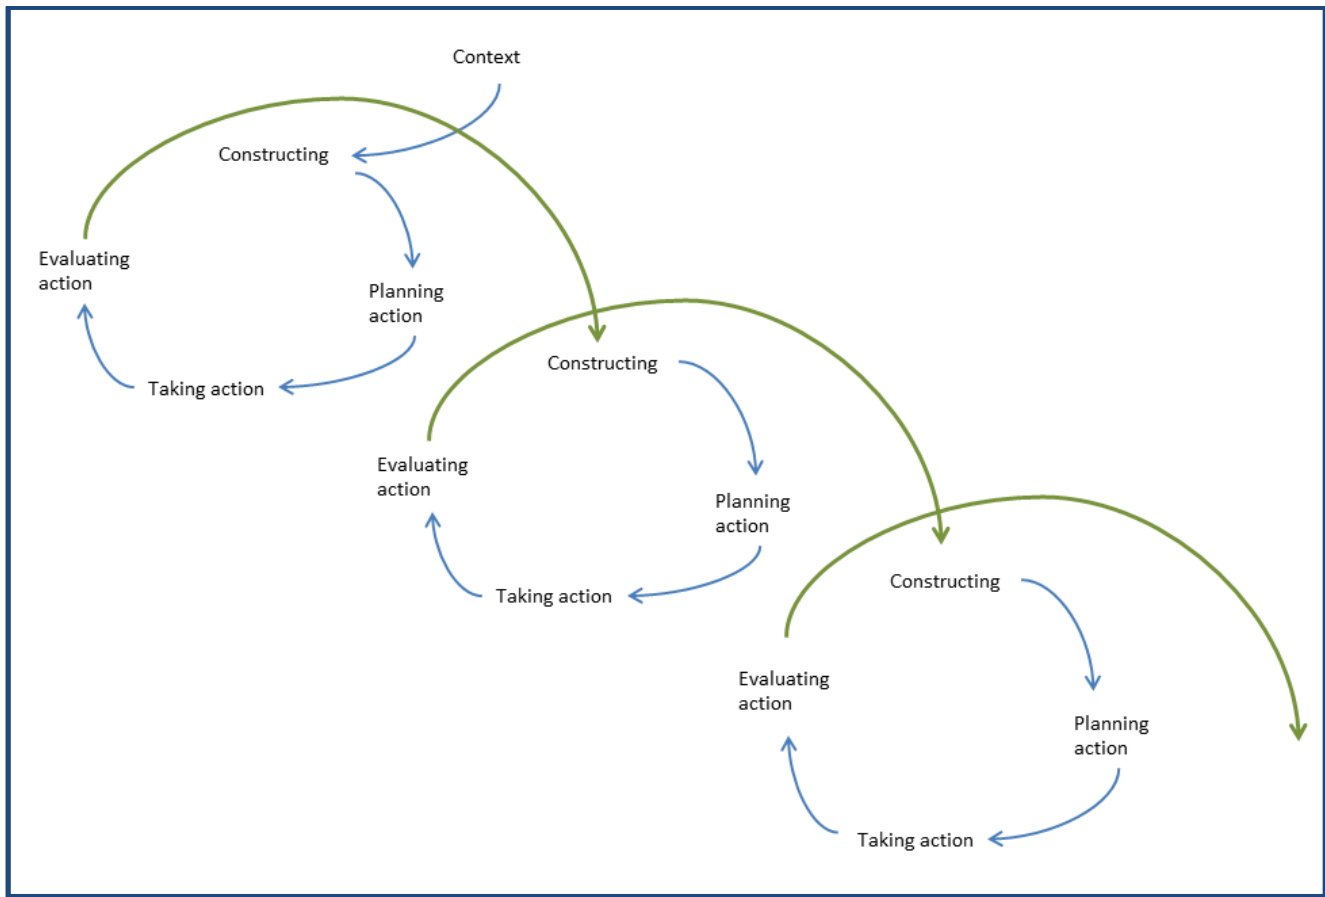 Context
Constructing
Evaluating
action
Planning
action
Taking action
Constructing
Evaluating
action
Planning
action
Taking action
Constructing
Evaluating
action
Planning
action
Taking action